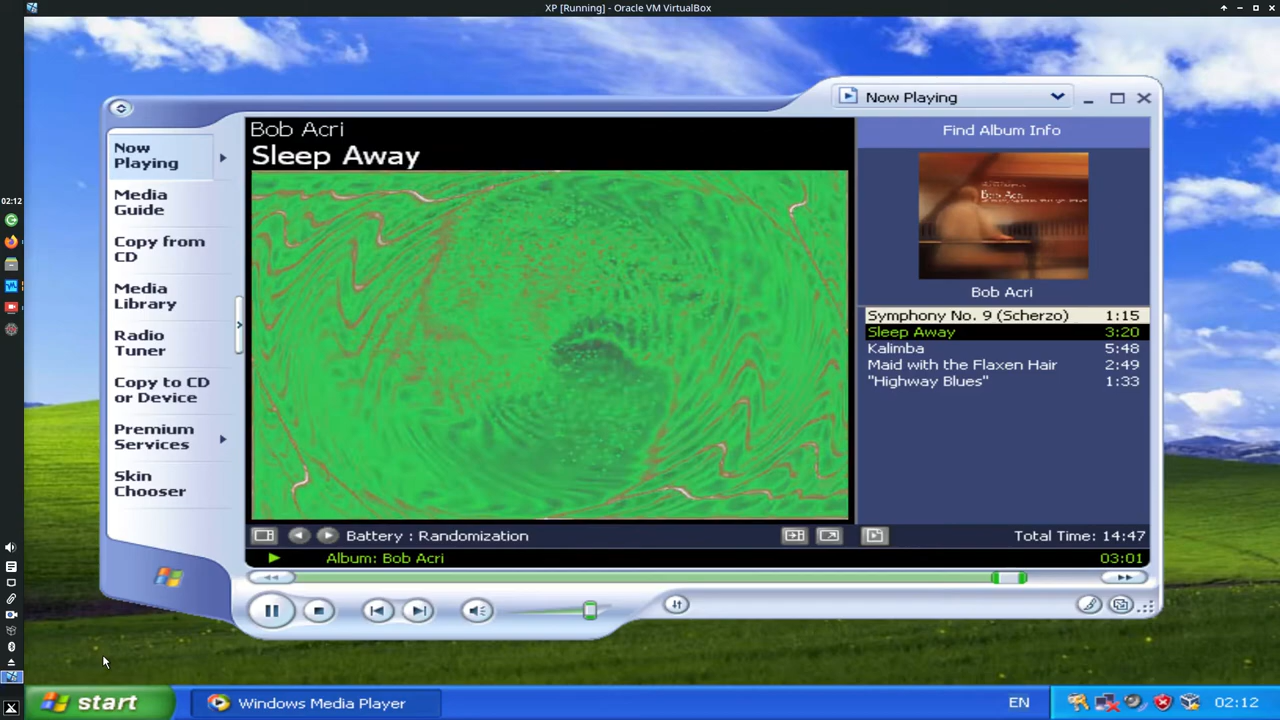 XP [Running] - Oracle VM VirtualBox
Now Playing
Bob Acri
Sleep Away
Now
Playing
Media
Guide
Copy from
CD
Media
Library
Radio
Tuner
Copy to CD
or Device
Premium
Services
Skin
Chooser
Find Album Info
Bob Acri
Bob Acri
Symphony No. 9 (Scherzo) 1:15
Sleep Away 3:20
Kalimba 5:48
Maid with the Flaxen Hair 2:49
"Highway Blues" 1:33
Battery : Randomization
Total Time: 14:47
Album: Bob Acri
03:01
02:12
start
Windows Media Player
EN
02:12